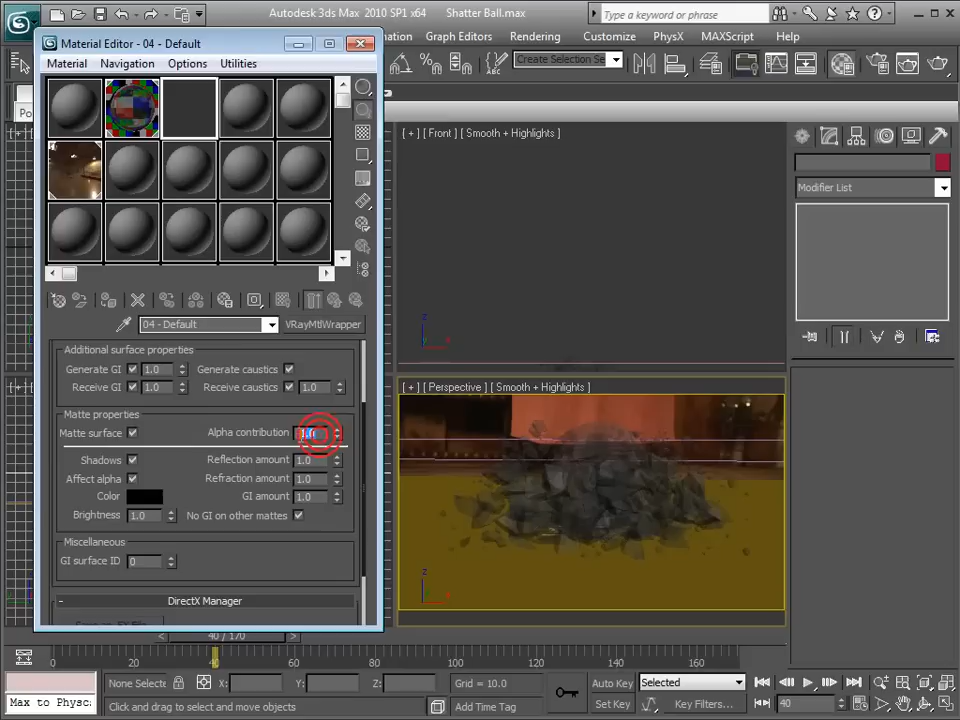 Autodesk 3ds Max 2010 SP1 x64 Shatter Ball.max
Type a keyword or phrase
Material Editor - 04 - Default
Graph Editors Rendering Customize PhysX MAXScript Help
Material Navigation Options Utilities
Create Selection Se
Po
[ + ] [ Front ] [ Smooth + Highlights ]
Modifier List
z
x
04 - Default VRayMtlWrapper
Additional surface properties
Generate GI 1.0 Generate caustics
Receive GI 1.0 Receive caustics 1.0
[ + ] [ Perspective ] [ Smooth + Highlights ]
Matte properties
Matte surface Alpha contribution
Shadows Reflection amount 1.0
Affect alpha Refraction amount 1.0
Color GI amount 1.0
Brightness 1.0 No GI on other mattes
Miscellaneous
GI surface ID 0
z
x
- DirectX Manager
< 40 / 170 >
0 20 40 60 80 100 120 140 160
None Selecte X: Y: Z: Grid = 10.0 Auto Key Selected
Max to Physc Click and drag to select and move objects Add Time Tag Set Key Key Filters... 40